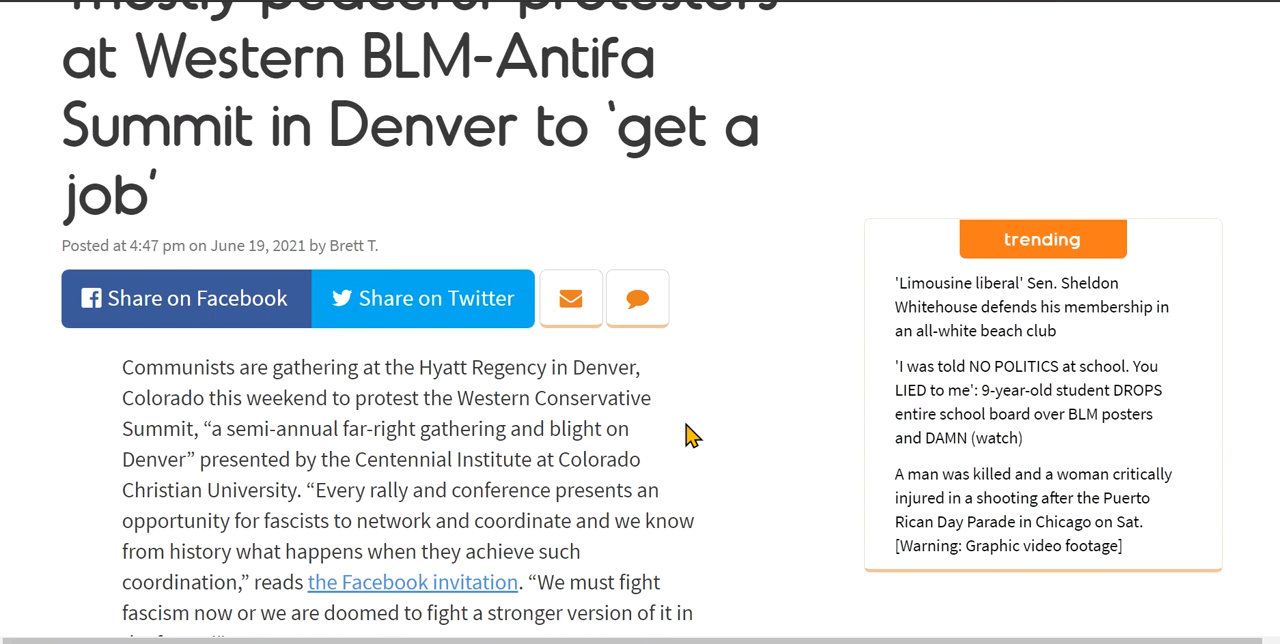 'mostly peaceful protesters
at Western BLM-Antifa
Summit in Denver to 'get a
job'
Posted at 4:47 pm on June 19, 2021 by Brett T.
Share on Facebook
Share on Twitter
Communists are gathering at the Hyatt Regency in Denver,
Colorado this weekend to protest the Western Conservative
Summit, “a semi-annual far-right gathering and blight on
Denver” presented by the Centennial Institute at Colorado
Christian University. “Every rally and conference presents an
opportunity for fascists to network and coordinate and we know
from history what happens when they achieve such
coordination,” reads the Facebook invitation. “We must fight
fascism now or we are doomed to fight a stronger version of it in
trending
'Limousine liberal' Sen. Sheldon
Whitehouse defends his membership in
an all-white beach club
'I was told NO POLITICS at school. You
LIED to me': 9-year-old student DROPS
entire school board over BLM posters
and DAMN (watch)
A man was killed and a woman critically
injured in a shooting after the Puerto
Rican Day Parade in Chicago on Sat.
[Warning: Graphic video footage]